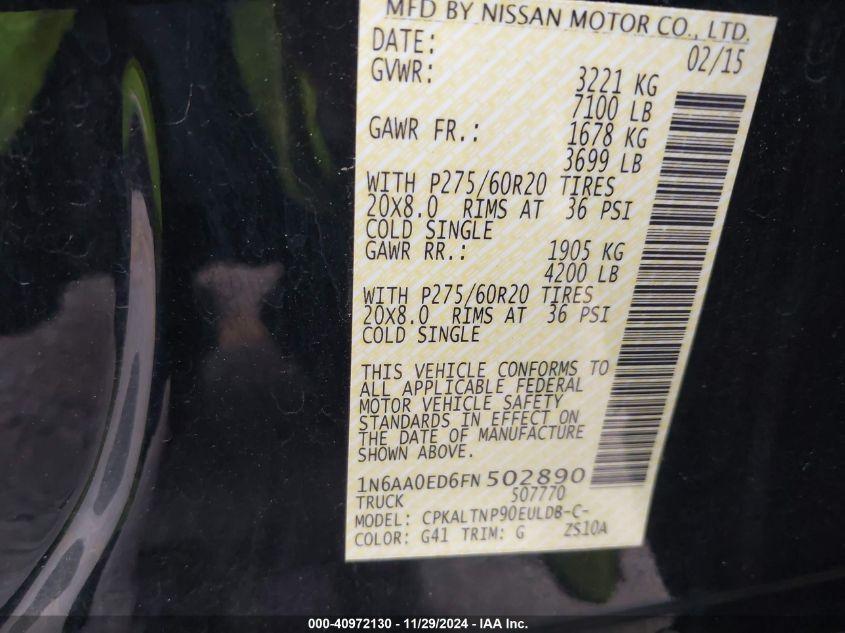 MFD BY NISSAN MOTOR CO., LTD.
DATE: 02/15
GVWR: 3221 KG
7100 LB
GAWR FR.: 1678 KG
3699 LB
WITH P275/60R20 TIRES
20X8.0 RIMS AT 36 PSI
COLD SINGLE
GAWR RR.: 1905 KG
4200 LB
WITH P275/60R20 TIRES
20X8.0 RIMS AT 36 PSI
COLD SINGLE
THIS VEHICLE CONFORMS TO
ALL APPLICABLE FEDERAL
MOTOR VEHICLE SAFETY
STANDARDS IN EFFECT ON
THE DATE OF MANUFACTURE
SHOWN ABOVE.
1N6AA0ED6FN502890
TRUCK 507770
MODEL: CPKALTNP90EULDB-C-
COLOR: G41 TRIM: G ZS10A
000-40972130 - 11/29/2024 - IAA Inc.